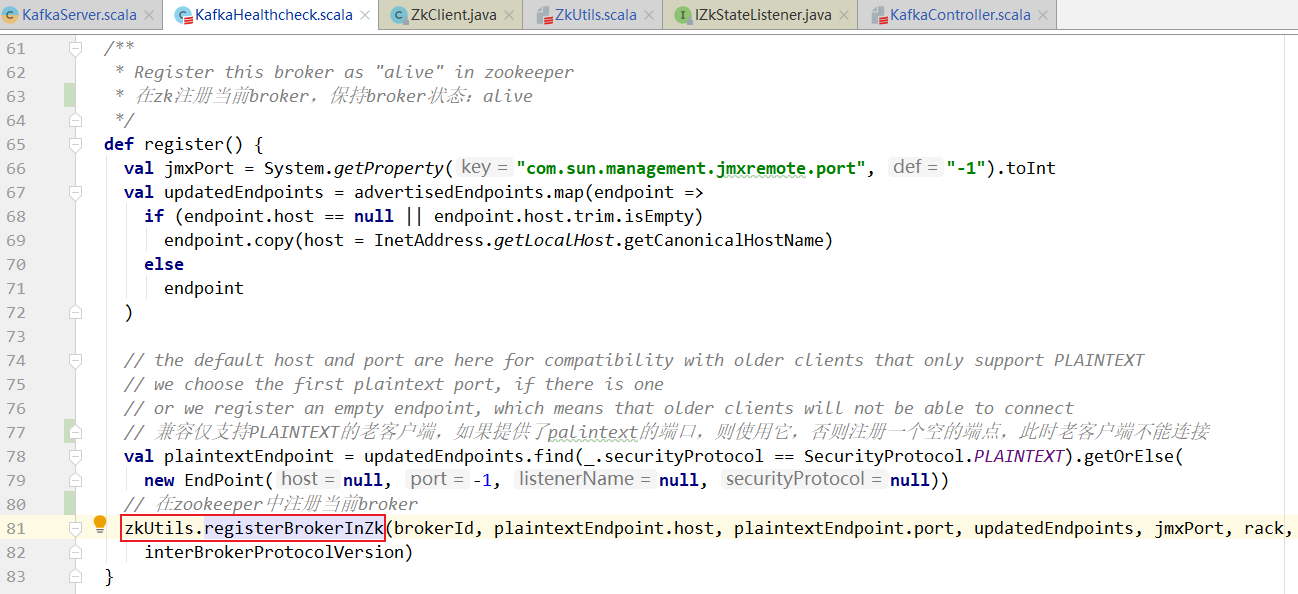 KafkaServer.scala KafkaHealthcheck.scala ZkClient.java ZkUtils.scala IZkStateListener.java KafkaController.scala
61 /**
62 * Register this broker as "alive" in zookeeper
63 * 在zk注册当前broker，保持broker状态：alive
64 */
65 def register() {
66 val jmxPort = System.getProperty( key = "com.sun.management.jmxremote.port", def = "-1").toInt
67 val updatedEndpoints = advertisedEndpoints.map(endpoint =>
68 if (endpoint.host == null || endpoint.host.trim.isEmpty)
69 endpoint.copy(host = InetAddress.getLocalHost.getCanonicalHostName)
70 else
71 endpoint
72 )
73
74 // the default host and port are here for compatibility with older clients that only support PLAINTEXT
75 // we choose the first plaintext port, if there is one
76 // or we register an empty endpoint, which means that older clients will not be able to connect
77 // 兼容仅支持PLAINTEXT的老客户端，如果提供了palintext的端口，则使用它，否则注册一个空的端点，此时老客户端不能连接
78 val plaintextEndpoint = updatedEndpoints.find(_.securityProtocol == SecurityProtocol.PLAINTEXT).getOrElse(
79 new EndPoint( host = null, port = -1, listenerName = null, securityProtocol = null))
80 // 在zookeeper中注册当前broker
81 zkUtils.registerBrokerInZk(brokerId, plaintextEndpoint.host, plaintextEndpoint.port, updatedEndpoints, jmxPort, rack,
82 interBrokerProtocolVersion)
83 }